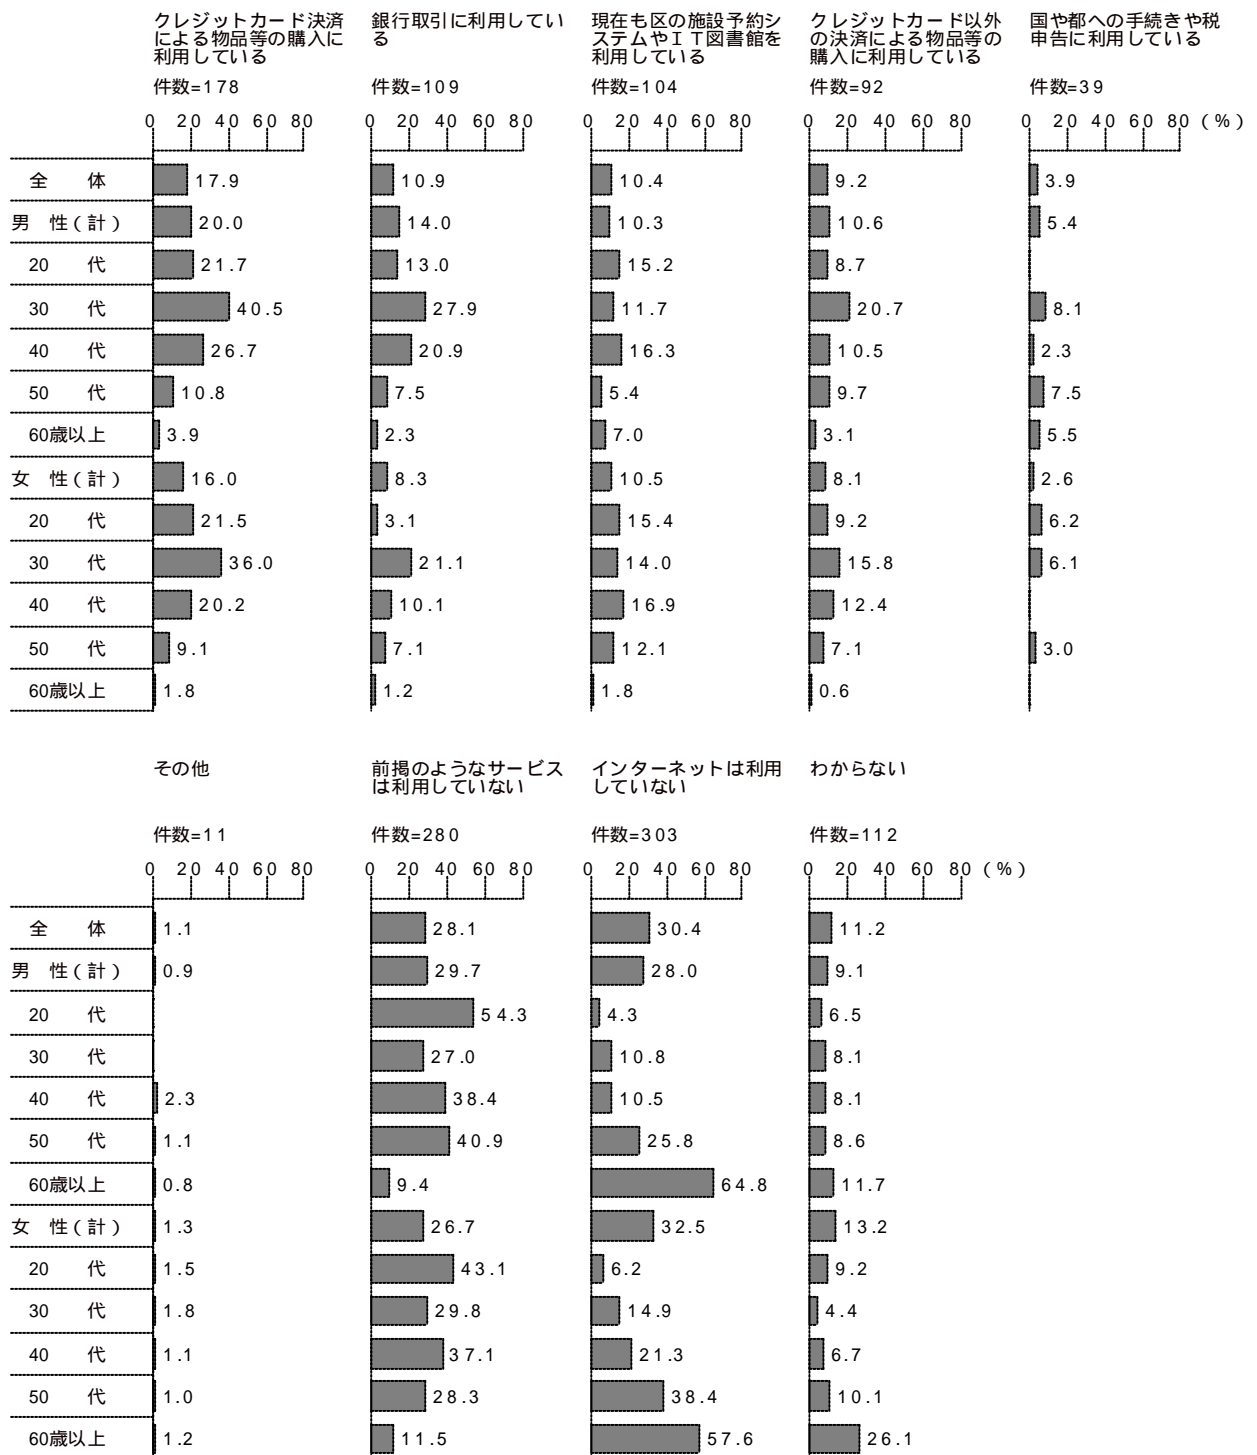 クレジットカード決済
による物品等の購入に
利用している
件数=178
0 20 40 60 80
銀行取引に利用してい
る
件数=109
0 20 40 60 80
現在も区の施設予約シ
ステムやＩＴ図書館を
利用している
件数=104
0 20 40 60 80
クレジットカード以外
の決済による物品等の
購入に利用している
件数=92
0 20 40 60 80
国や都への手続きや税
申告に利用している
件数=39
0 20 40 60 80 (%)
全 体 17.9 10.9 10.4 9.2 3.9
男 性(計) 20.0 14.0 10.3 10.6 5.4
20 代 21.7 13.0 15.2 8.7
30 代 40.5 27.9 11.7 20.7 8.1
40 代 26.7 20.9 16.3 10.5 2.3
50 代 10.8 7.5 5.4 9.7 7.5
60歳以上 3.9 2.3 7.0 3.1 5.5
女 性(計) 16.0 8.3 10.5 8.1 2.6
20 代 21.5 3.1 15.4 9.2 6.2
30 代 36.0 21.1 14.0 15.8 6.1
40 代 20.2 10.1 16.9 12.4
50 代 9.1 7.1 12.1 7.1 3.0
60歳以上 1.8 1.2 1.8 0.6
その他
件数=11
0 20 40 60 80
前掲のようなサービス
は利用していない
件数=280
0 20 40 60 80
インターネットは利用
していない
件数=303
0 20 40 60 80
わからない
件数=112
0 20 40 60 80 (%)
全 体 1.1 28.1 30.4 11.2
男 性(計) 0.9 29.7 28.0 9.1
20 代 54.3 4.3 6.5
30 代 27.0 10.8 8.1
40 代 2.3 38.4 10.5 8.1
50 代 1.1 40.9 25.8 8.6
60歳以上 0.8 9.4 64.8 11.7
女 性(計) 1.3 26.7 32.5 13.2
20 代 1.5 43.1 6.2 9.2
30 代 1.8 29.8 14.9 4.4
40 代 1.1 37.1 21.3 6.7
50 代 1.0 28.3 38.4 10.1
60歳以上 1.2 11.5 57.6 26.1